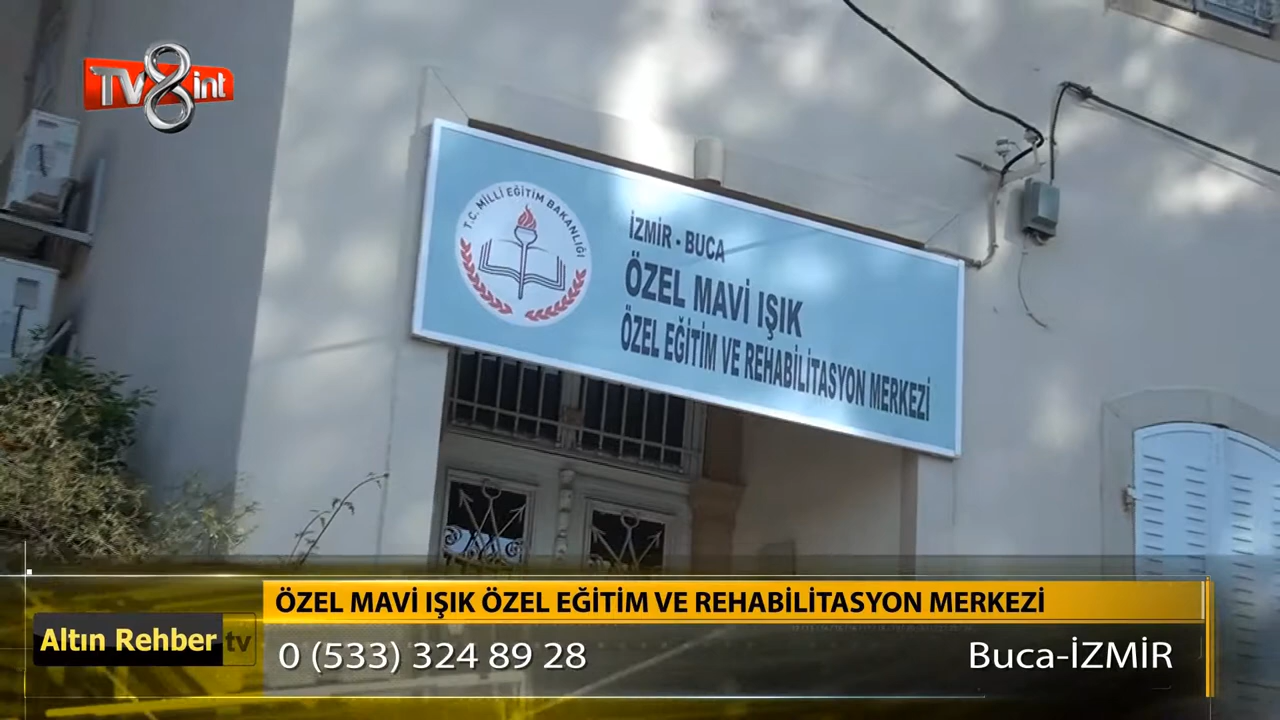 TV8int
T.C. MİLLİ EĞİTİM BAKANLIĞI
İZMİR - BUCA
ÖZEL MAVİ IŞIK
ÖZEL EĞİTİM VE REHABİLİTASYON MERKEZİ
ÖZEL MAVİ IŞIK ÖZEL EĞİTİM VE REHABİLİTASYON MERKEZİ
Altın Rehber tv
0 (533) 324 89 28
Buca-İZMİR